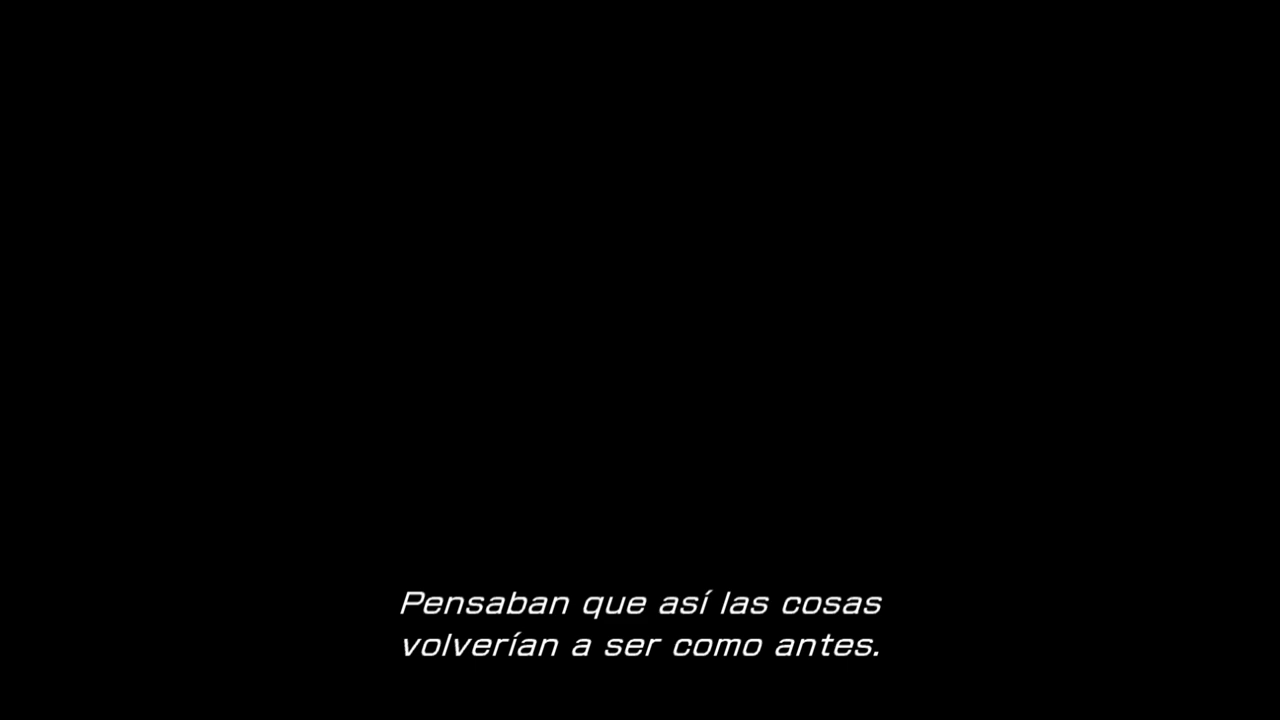 Pensaban que así las cosas
volverían a ser como antes.